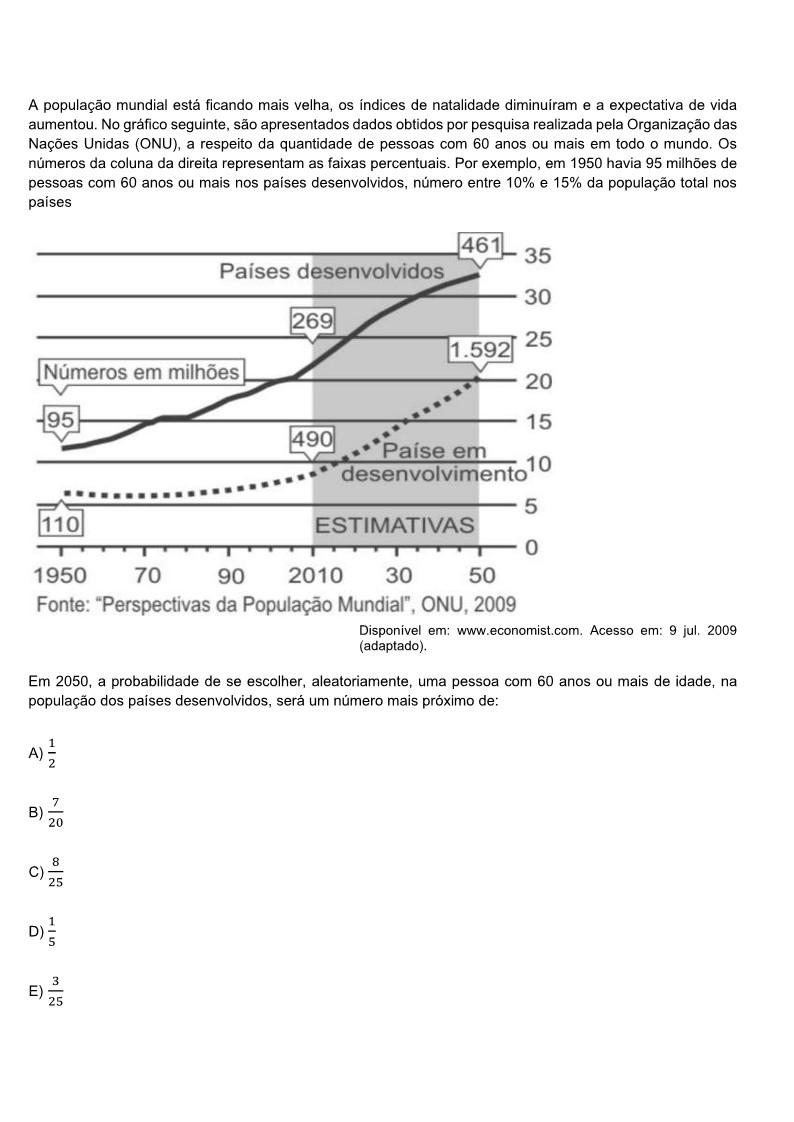 A população mundial está ficando mais velha, os índices de natalidade diminuíram e a expectativa de vida
aumentou. No gráfico seguinte, são apresentados dados obtidos por pesquisa realizada pela Organização das
Nações Unidas (ONU), a respeito da quantidade de pessoas com 60 anos ou mais em todo o mundo. Os
números da coluna da direita representam as faixas percentuais. Por exemplo, em 1950 havia 95 milhões de
pessoas com 60 anos ou mais nos países desenvolvidos, número entre 10% e 15% da população total nos
países
461
35
Países desenvolvidos
30
269
25
1.592
Números em milhões
20
95
15
490
Paíse em
desenvolvimento
10
5
110
ESTIMATIVAS
0
1950 70 90 2010 30 50
Fonte: “Perspectivas da População Mundial”, ONU, 2009
Disponível em: www.economist.com. Acesso em: 9 jul. 2009
(adaptado).
Em 2050, a probabilidade de se escolher, aleatoriamente, uma pessoa com 60 anos ou mais de idade, na
população dos países desenvolvidos, será um número mais próximo de:
A) 1/2
B) 7/20
C) 8/25
D) 1/5
E) 3/25